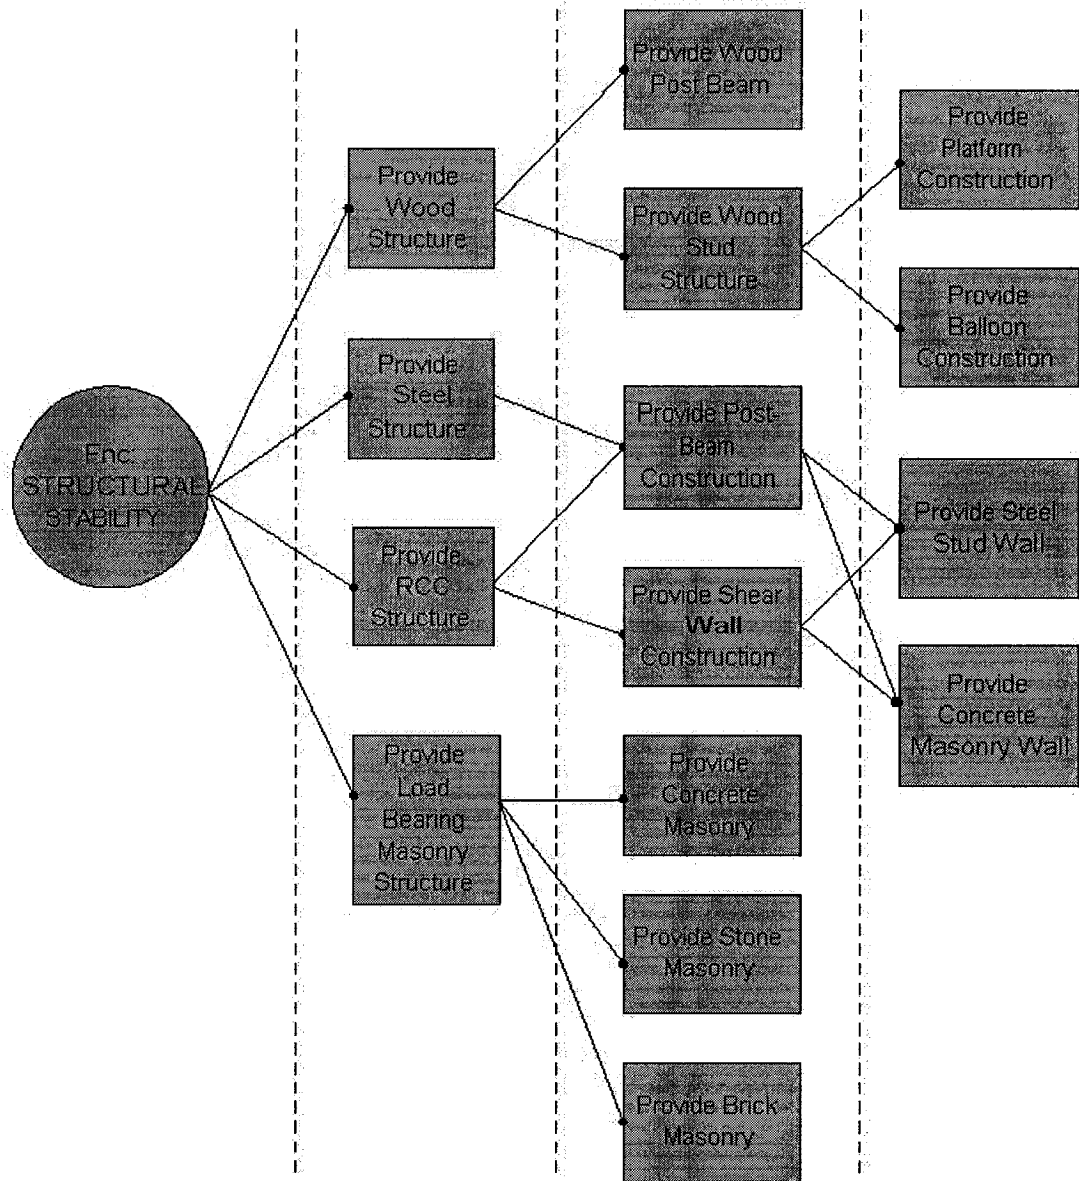 Enc
STRUCTURAL
STABILITY
Provide
Wood
Structure
Provide
Steel
Structure
Provide
RCC
Structure
Provide
Load
Bearing
Masonry
Structure
Provide Wood
Post Beam
Provide Wood
Stud
Structure
Provide Post-
Beam
Construction
Provide Shear
Wall
Construction
Provide
Concrete
Masonry
Provide Stone
Masonry
Provide Brick
Masonry
Provide
Platform
Construction
Provide
Balloon
Construction
Provide Steel
Stud Wall
Provide
Concrete
Masonry Wall